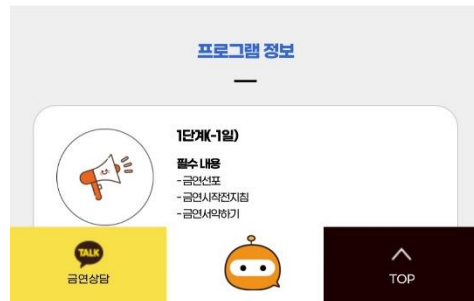 프로그램 정보
1단계(-1일)
필수 내용
- 금연선포
- 금연시작전지침
- 금연서약하기
TALK
금연상담
TOP